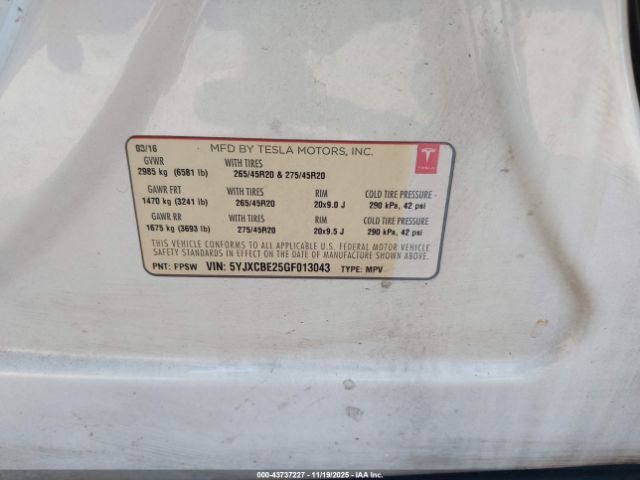 03/16 MFD BY TESLA MOTORS, INC.
GVWR WITH TIRES
2985 kg (6581 lb) 265/45R20 & 275/45R20
GAWR FRT WITH TIRES RIM COLD TIRE PRESSURE
1470 kg (3241 lb) 265/45R20 20x9.0 J 290 kPa, 42 psi
GAWR RR WITH TIRES RIM COLD TIRE PRESSURE
1675 kg (3693 lb) 275/45R20 20x9.5 J 290 kPa, 42 psi
THIS VEHICLE CONFORMS TO ALL APPLICABLE U.S. FEDERAL MOTOR VEHICLE
SAFETY STANDARDS IN EFFECT ON THE DATE OF MANUFACTURE SHOWN ABOVE.
PNT: PPSW VIN: 5YJXCBE25GF013043 TYPE: MPV
000-43737227 - 11/19/2025 - IAA Corp.